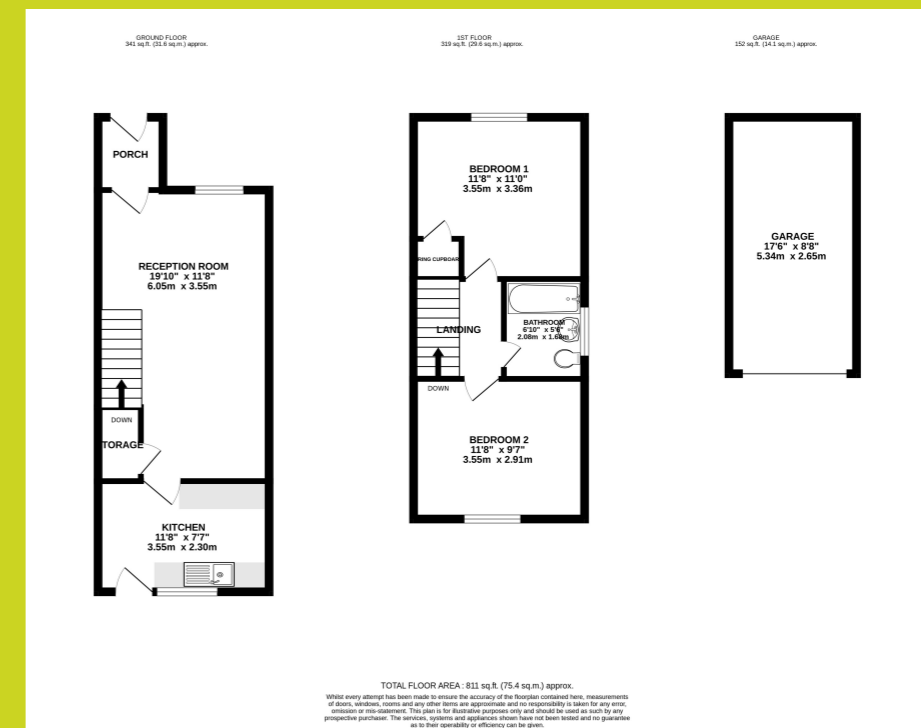 GROUND FLOOR
341 sq.ft. (31.6 sq.m.) approx.
1ST FLOOR
319 sq.ft. (29.6 sq.m.) approx.
GARAGE
152 sq.ft. (14.1 sq.m.) approx.
PORCH
RECEPTION ROOM
19'10" x 11'8"
6.05m x 3.55m
DOWN
TORAGE
KITCHEN
11'8" x 7'7"
3.55m x 2.30m
BEDROOM 1
11'8" x 11'0"
3.55m x 3.36m
RING CUPBOAR
LANDING
BATHROOM
6'10" x 5'6"
2.08m x 1.68m
DOWN
BEDROOM 2
11'8" x 9'7"
3.55m x 2.91m
GARAGE
17'6" x 8'8"
5.34m x 2.65m
TOTAL FLOOR AREA : 811 sq.ft. (75.4 sq.m.) approx.
Whilst every attempt has been made to ensure the accuracy of the floorplan contained here, measurements
of doors, windows, rooms and any other items are approximate and no responsibility is taken for any error,
omission or mis-statement. This plan is for illustrative purposes only and should be used as such by any
prospective purchaser. The services, systems and appliances shown have not been tested and no guarantee
as to their operability or efficiency can be given.